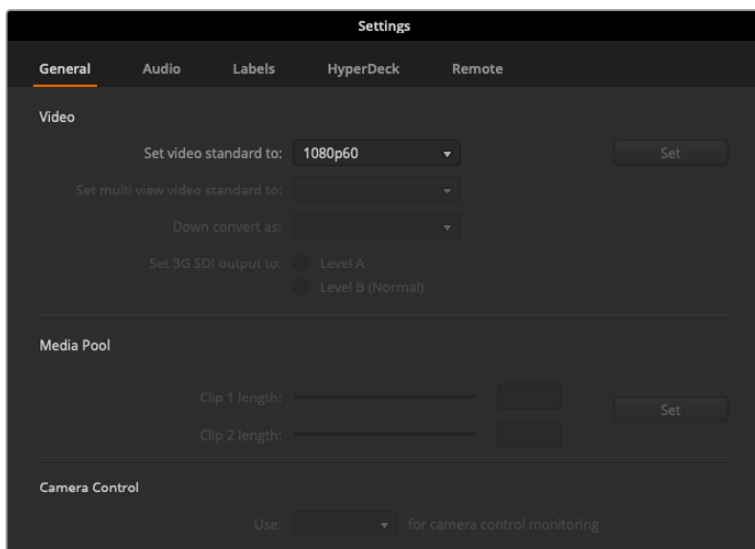 Settings
General Audio Labels HyperDeck Remote
Video
Set video standard to: 1080p60 Set
Set multi view video standard to:
Down convert as:
Set 3G SDI output to: Level A
Level B (Normal)
Media Pool
Clip 1 length:
Set
Clip 2 length:
Camera Control
Use: for camera control monitoring